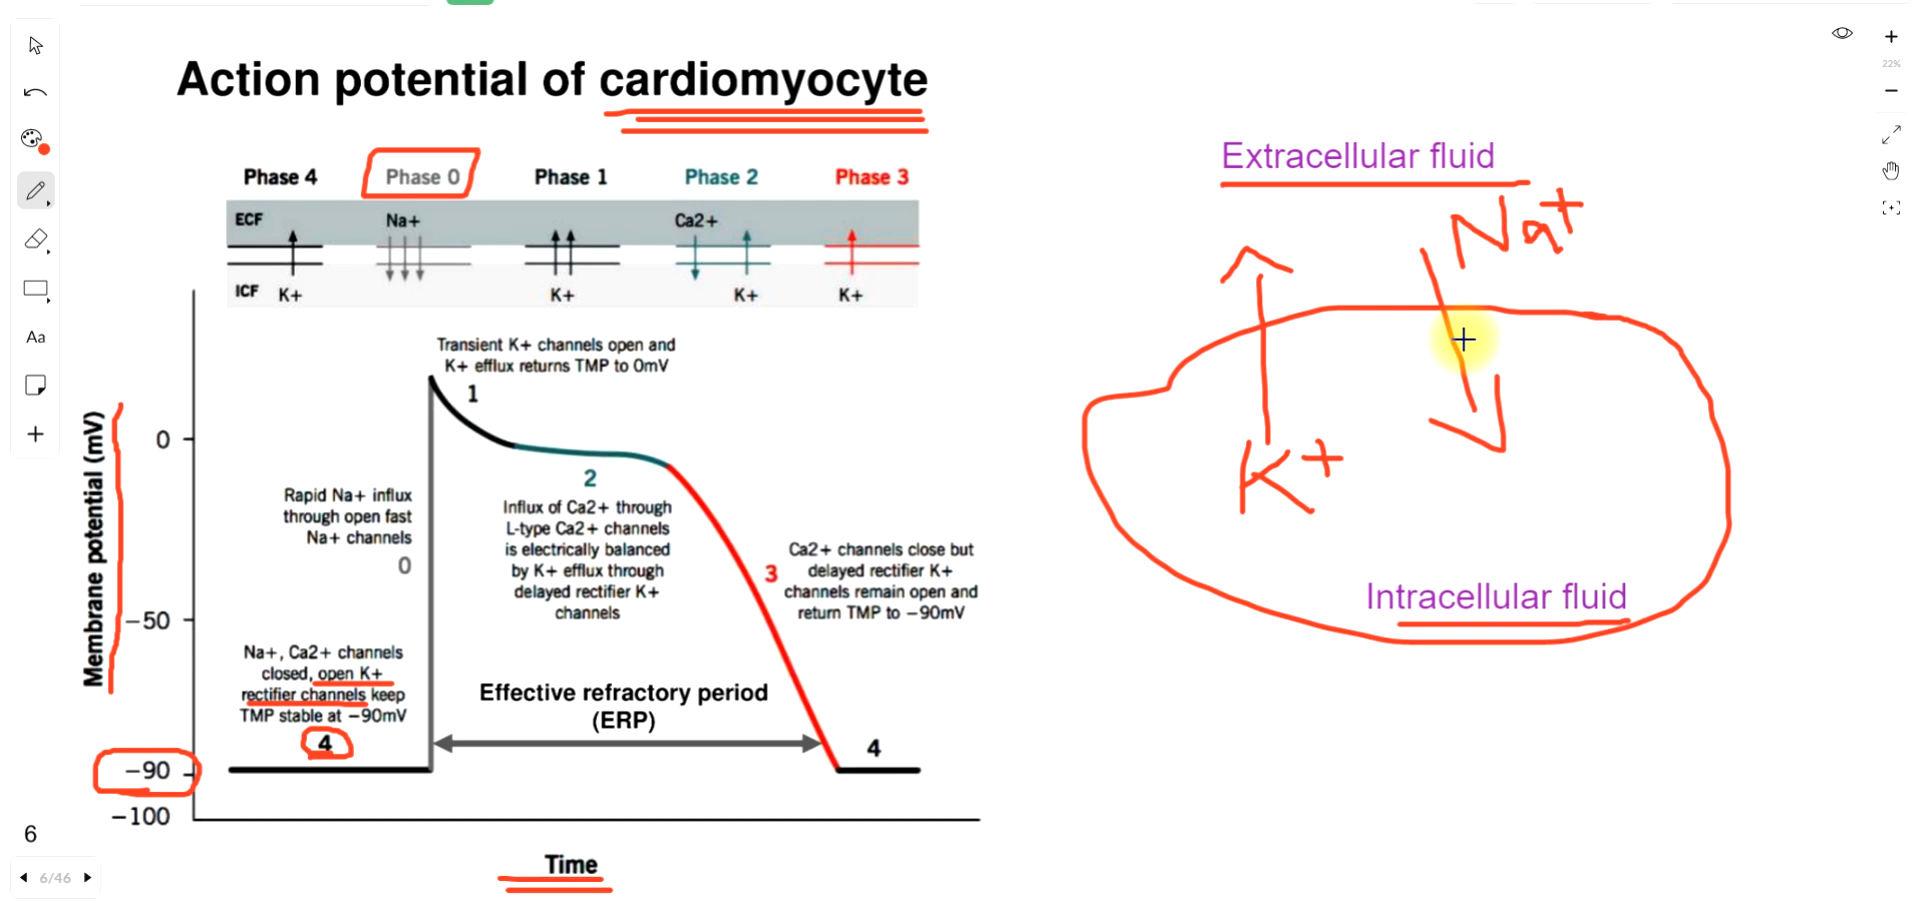 22%
Action potential of cardiomyocyte
Phase 4 Phase 0 Phase 1 Phase 2 Phase 3
ECF Na+ Ca2+
ICF K+ K+ K+ K+
Transient K+ channels open and
K+ efflux returns TMP to 0mV
1
0
2
Rapid Na+ influx
through open fast
Na+ channels
0
Influx of Ca2+ through
L-type Ca2+ channels
is electrically balanced
by K+ efflux through
delayed rectifier K+
channels
3
Ca2+ channels close but
delayed rectifier K+
channels remain open and
return TMP to −90mV
Membrane potential (mV)
−50
Na+, Ca2+ channels
closed, open K+
rectifier channels keep
TMP stable at −90mV
4
Effective refractory period
(ERP)
4
−90
−100
Time
Extracellular fluid
Na+
K+
Intracellular fluid
Aa
6
6/46